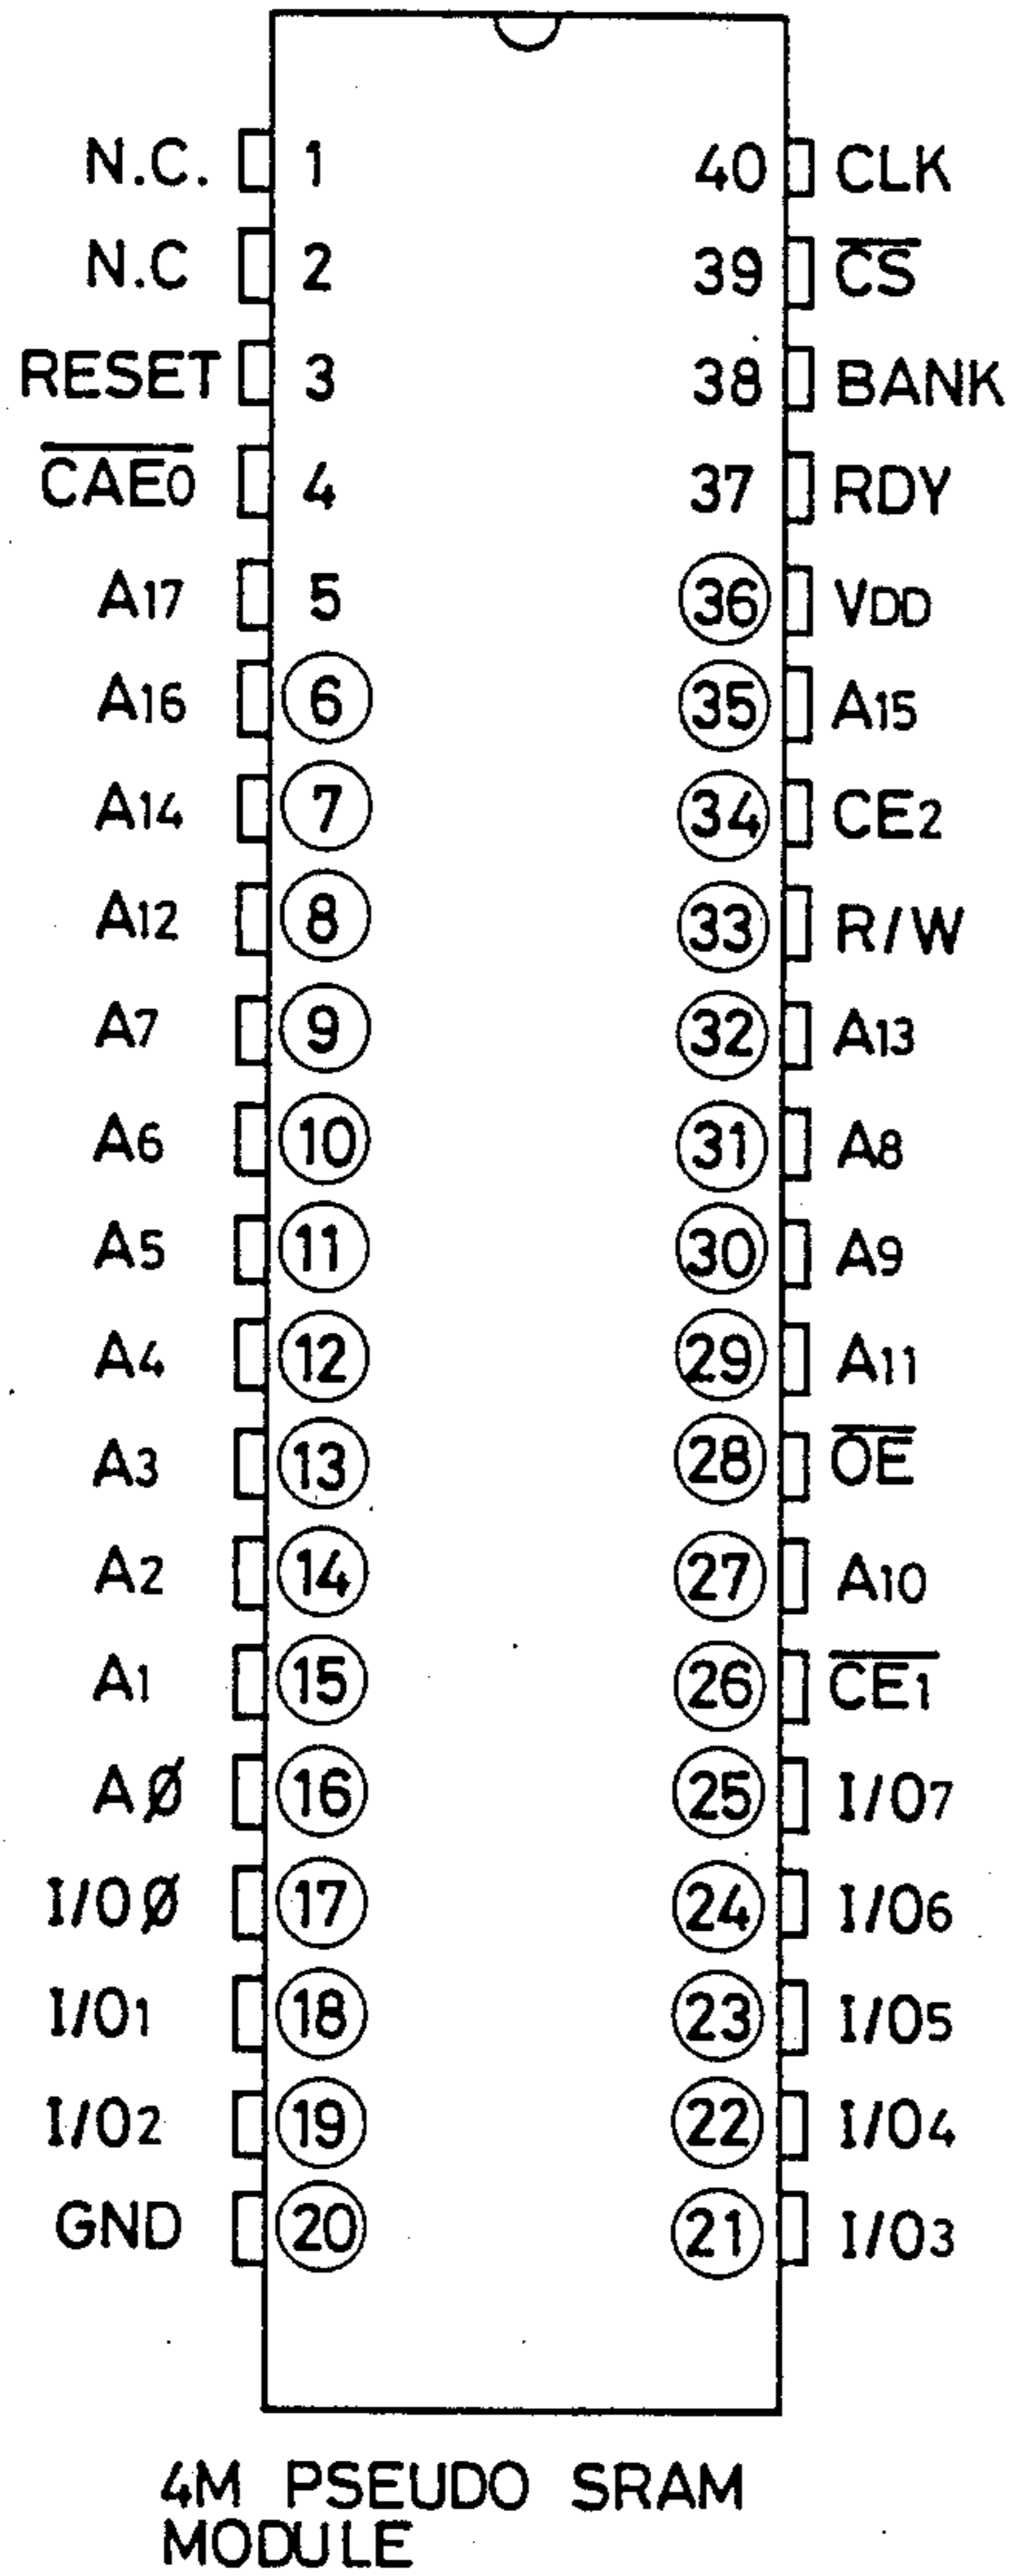 N.C. 1 40 CLK
N.C 2 39 C̅S̅
RESET 3 38 BANK
C̅A̅E̅0̅ 4 37 RDY
A17 5 36 VDD
A16 6 35 A15
A14 7 34 CE2
A12 8 33 R/W
A7 9 32 A13
A6 10 31 A8
A5 11 30 A9
A4 12 29 A11
A3 13 28 O̅E̅
A2 14 27 A10
A1 15 26 C̅E̅1̅
AØ 16 25 I/O7
I/OØ 17 24 I/O6
I/O1 18 23 I/O5
I/O2 19 22 I/O4
GND 20 21 I/O3
4M PSEUDO SRAM
MODULE